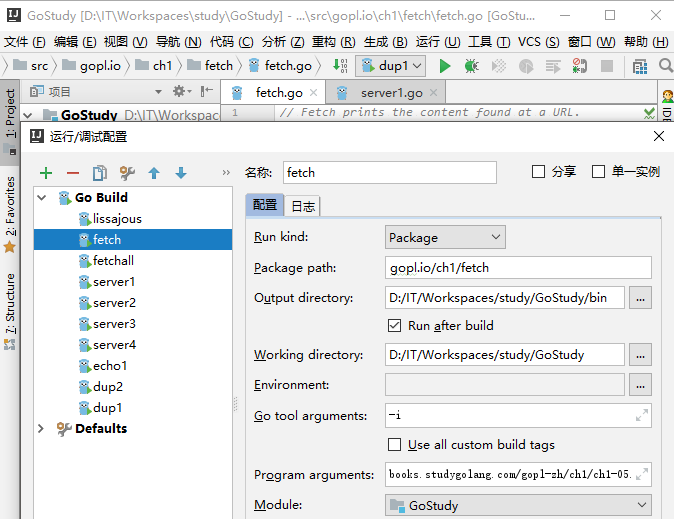 GoStudy [D:\IT\Workspaces\study\GoStudy] - ...\src\gopl.io\ch1\fetch\fetch.go [GoStu...
文件 (F) 编辑 (E) 视图 (V) 导航 (N) 代码 (C) 分析 (Z) 重构 (R) 生成 (B) 运行 (U) 工具 (T) VCS (S) 窗口 (W) 帮助 (H)
src gopl.io ch1 fetch fetch.go dup1
1: Project
项目
fetch.go server1.go
GoStudy D:\IT\Workspaces
1 // Fetch prints the content found at a URL.
运行/调试配置
名称: fetch 分享 单一实例
Go Build
lissajous
fetch
fetchall
server1
server2
server3
server4
echo1
dup2
dup1
Defaults
2: Favorites
7: Structure
配置 日志
Run kind: Package
Package path: gopl.io/ch1/fetch
Output directory: D:/IT/Workspaces/study/GoStudy/bin ...
Run after build
Working directory: D:/IT/Workspaces/study/GoStudy ...
Environment: ...
Go tool arguments: -i
Use all custom build tags
Program arguments: books.studygolang.com/gopl-zh/ch1/ch1-05.
Module: GoStudy